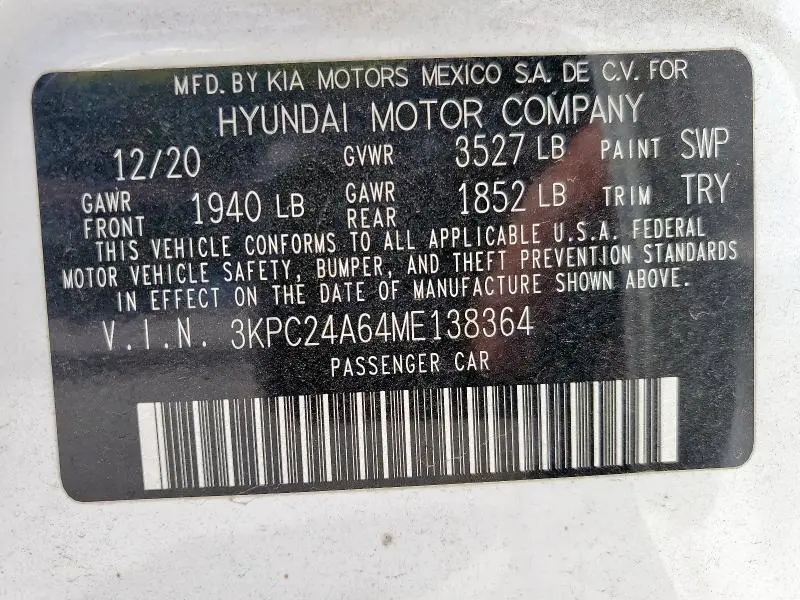 MFD. BY KIA MOTORS MEXICO S.A. DE C.V. FOR
HYUNDAI MOTOR COMPANY
12/20 GVWR 3527 LB PAINT SWP
GAWR FRONT 1940 LB GAWR REAR 1852 LB TRIM TRY
THIS VEHICLE CONFORMS TO ALL APPLICABLE U.S.A. FEDERAL
MOTOR VEHICLE SAFETY, BUMPER, AND THEFT PREVENTION STANDARDS
IN EFFECT ON THE DATE OF MANUFACTURE SHOWN ABOVE.
V.I.N. 3KPC24A64ME138364
PASSENGER CAR